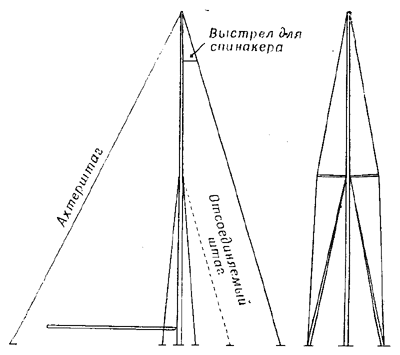 Выстрел для
спинакера
Ахтерштаг
Отсоединяемый
штаг